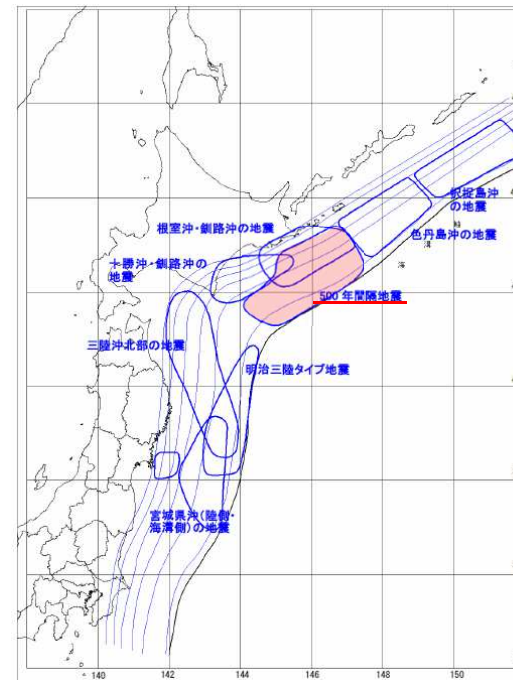 択捉島沖
の地震
色丹島沖の地震
海
溝
根室沖・釧路沖の地震
十勝沖・釧路沖の
地震
500 年間隔地震
三陸沖北部の地震
明治三陸タイプ地震
宮城県沖(陸側・
海溝側)の地震
140
142
144
146
148
150